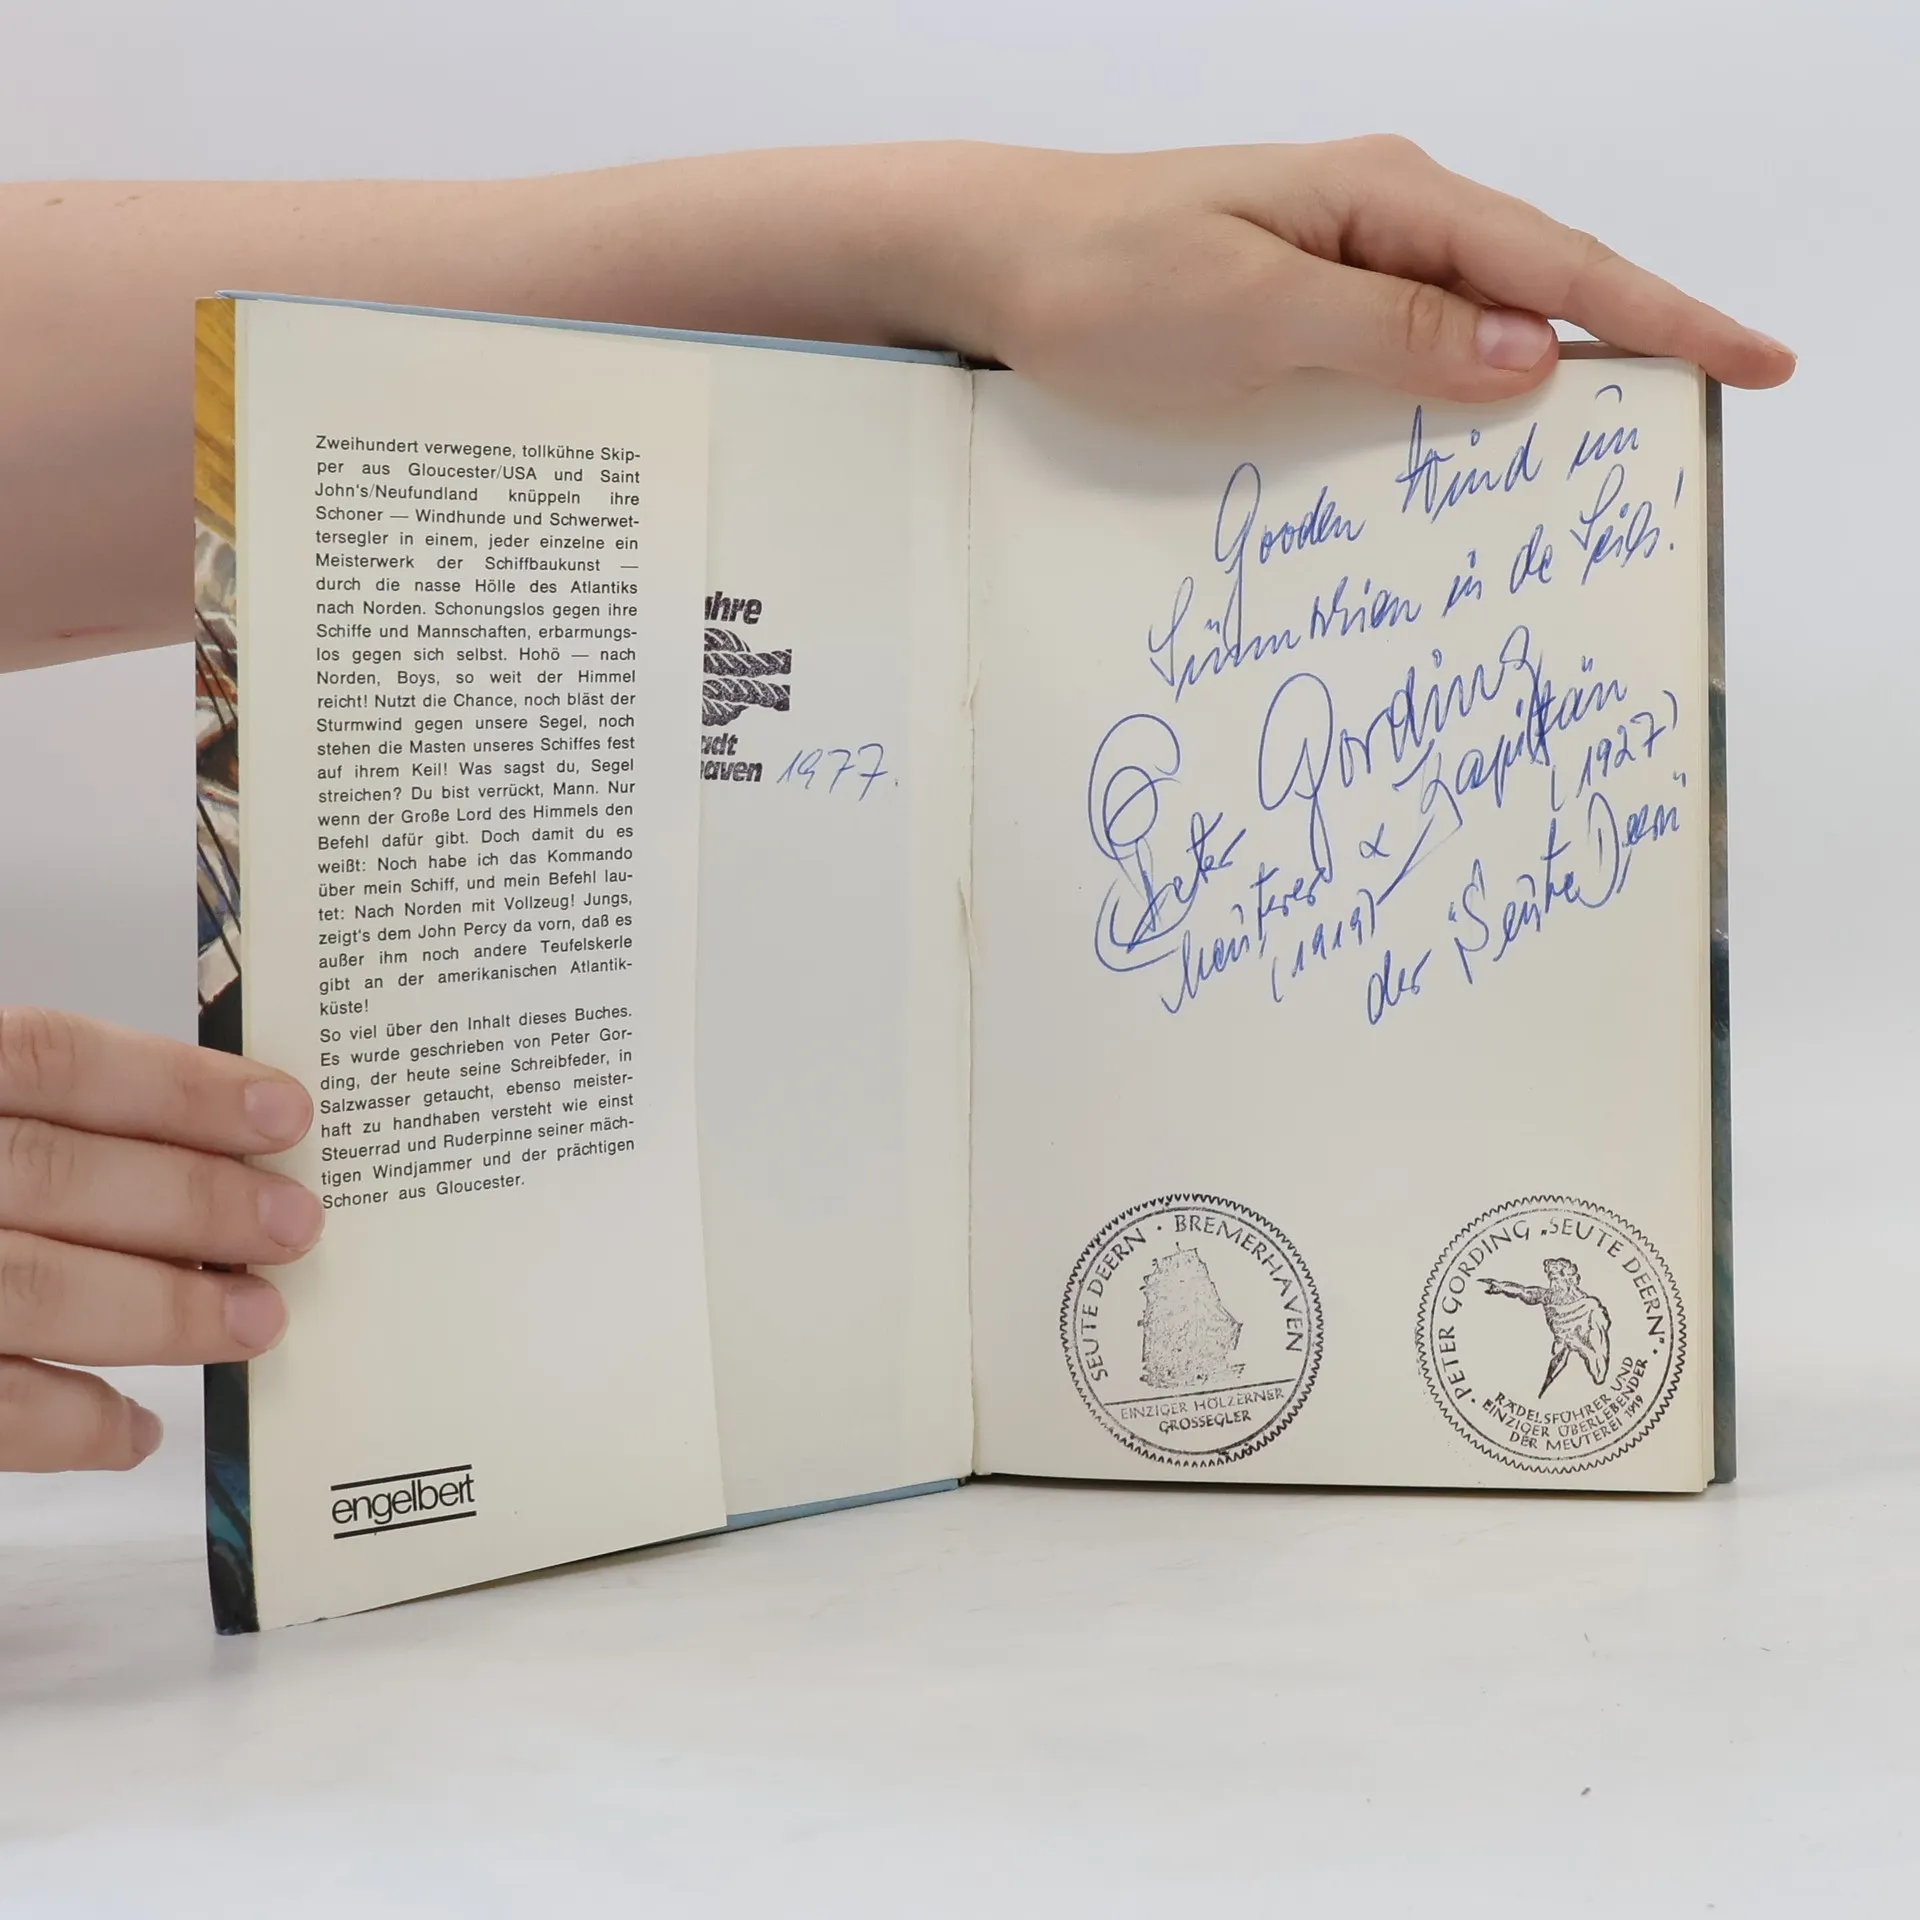 Zweihundert verwegene, tollkühne Skip-
per aus Gloucester/USA und Saint
John's/Neufundland knüppeln ihre
Schoner — Windhunde und Schwerwet-
tersegler in einem, jeder einzelne ein
Meisterwerk der Schiffbaukunst —
durch die nasse Hölle des Atlantiks
nach Norden. Schonungslos gegen ihre
Schiffe und Mannschaften, erbarmungs-
los gegen sich selbst. Hohö — nach
Norden, Boys, so weit der Himmel
reicht! Nutzt die Chance, noch bläst der
Sturmwind gegen unsere Segel, noch
stehen die Masten unseres Schiffes fest
auf ihrem Keil! Was sagst du, Segel
streichen? Du bist verrückt, Mann. Nur
wenn der Große Lord des Himmels den
Befehl dafür gibt. Doch damit du es
weißt: Noch habe ich das Kommando
über mein Schiff, und mein Befehl lau-
tet: Nach Norden mit Vollzeug! Jungs,
zeigt's dem John Percy da vorn, daß es
außer ihm noch andere Teufelskerle
gibt an der amerikanischen Atlantik-
küste!
So viel über den Inhalt dieses Buches.
Es wurde geschrieben von Peter Gor-
ding, der heute seine Schreibfeder, in
Salzwasser getaucht, ebenso meister-
haft zu handhaben versteht wie einst
Steuerrad und Ruderpinne seiner mäch-
tigen Windjammer und der prächtigen
Schoner aus Gloucester.
engelbert
ahre
adt
aven 1977.
Gooden Wind un
Sünnschien in de Seils!
Peter Gording
Meuterer & Kapitän
(1919) (1927)
der "Seute Deern"
SEUTE DEERN · BREMERHAVEN
EINZIGER HÖLZERNER
GROSSEGLER
· PETER GORDING „SEUTE DEERN" ·
RÄDELSFÜHRER UND
EINZIGER ÜBERLEBENDER
DER MEUTEREI 1919